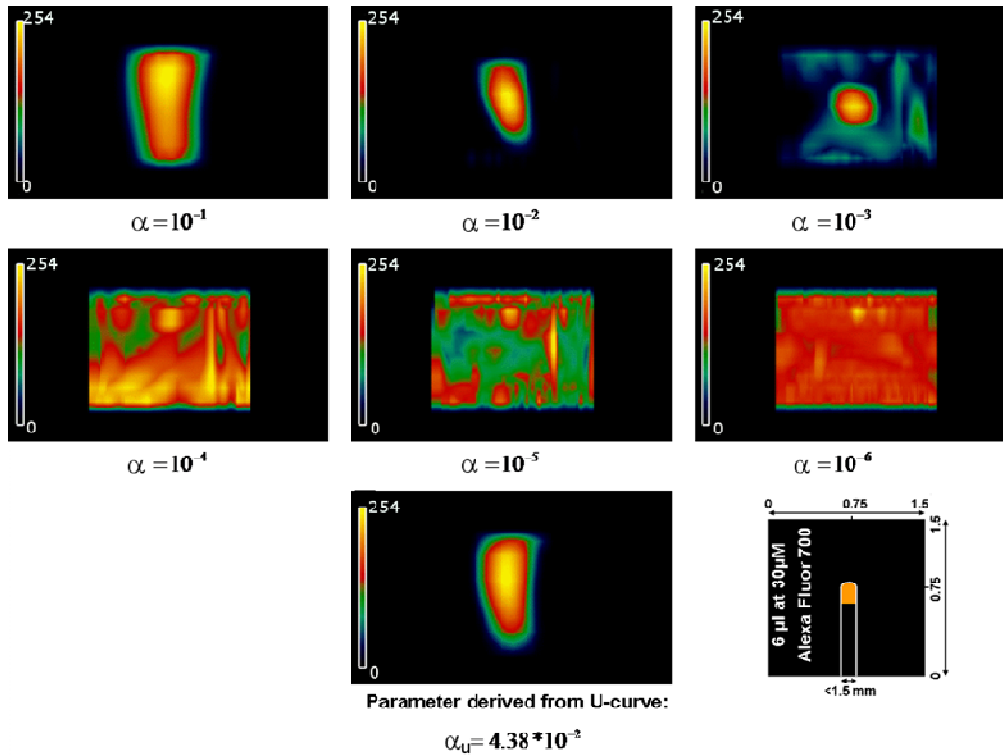 254
0
α = 10⁻¹
254
0
α = 10⁻²
254
0
α = 10⁻³
254
0
α = 10⁻⁴
254
0
α = 10⁻⁵
254
0
α = 10⁻⁶
254
0
Parameter derived from U-curve:
αᵤ= 4.38*10⁻²
0 0.75 1.5
6 µl at 30µM
Alexa Fluor 700
1.5
0.75
0
<1.5 mm